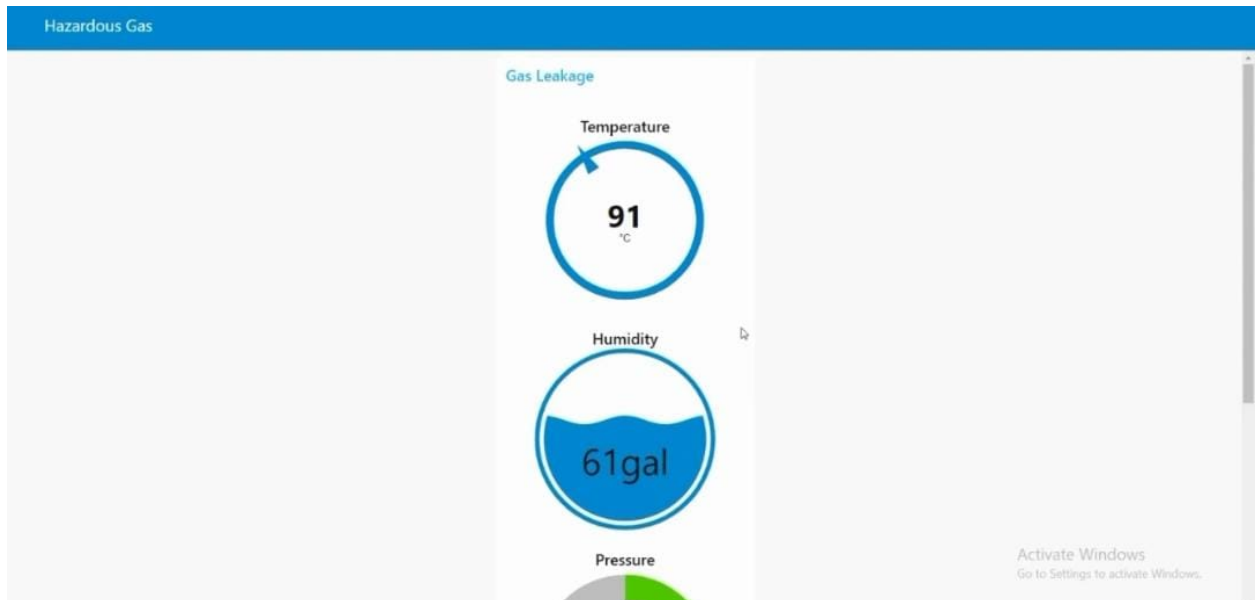 Hazardous Gas
Gas Leakage
Temperature
91
°C
Humidity
61gal
Pressure
Activate Windows
Go to Settings to activate Windows.